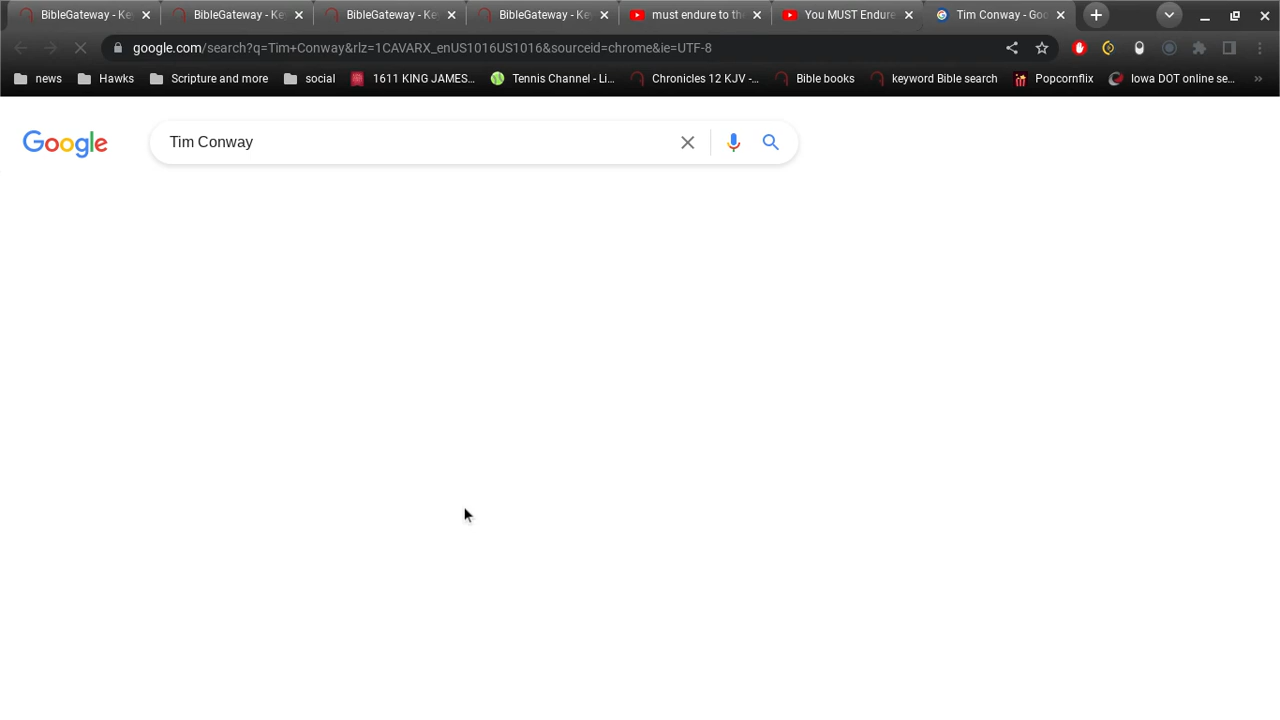 BibleGateway - Ke
BibleGateway - Ke
BibleGateway - Ke
BibleGateway - Key
must endure to the
You MUST Endure
Tim Conway - Goo
google.com/search?q=Tim+Conway&rlz=1CAVARX_enUS1016US1016&sourceid=chrome&ie=UTF-8
news
Hawks
Scripture and more
social
1611 KING JAMES...
Tennis Channel - Li...
Chronicles 12 KJV -...
Bible books
keyword Bible search
Popcornflix
Iowa DOT online se...
Google
Tim Conway